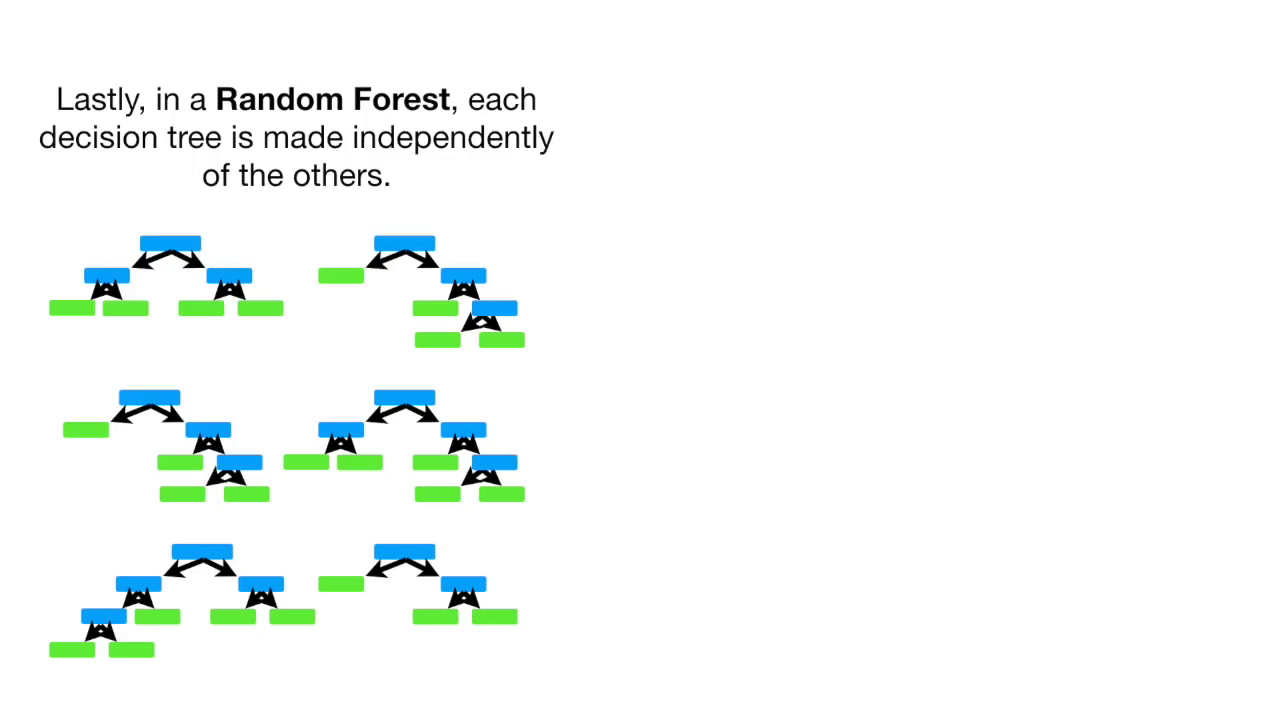 Lastly, in a Random Forest, each
decision tree is made independently
of the others.